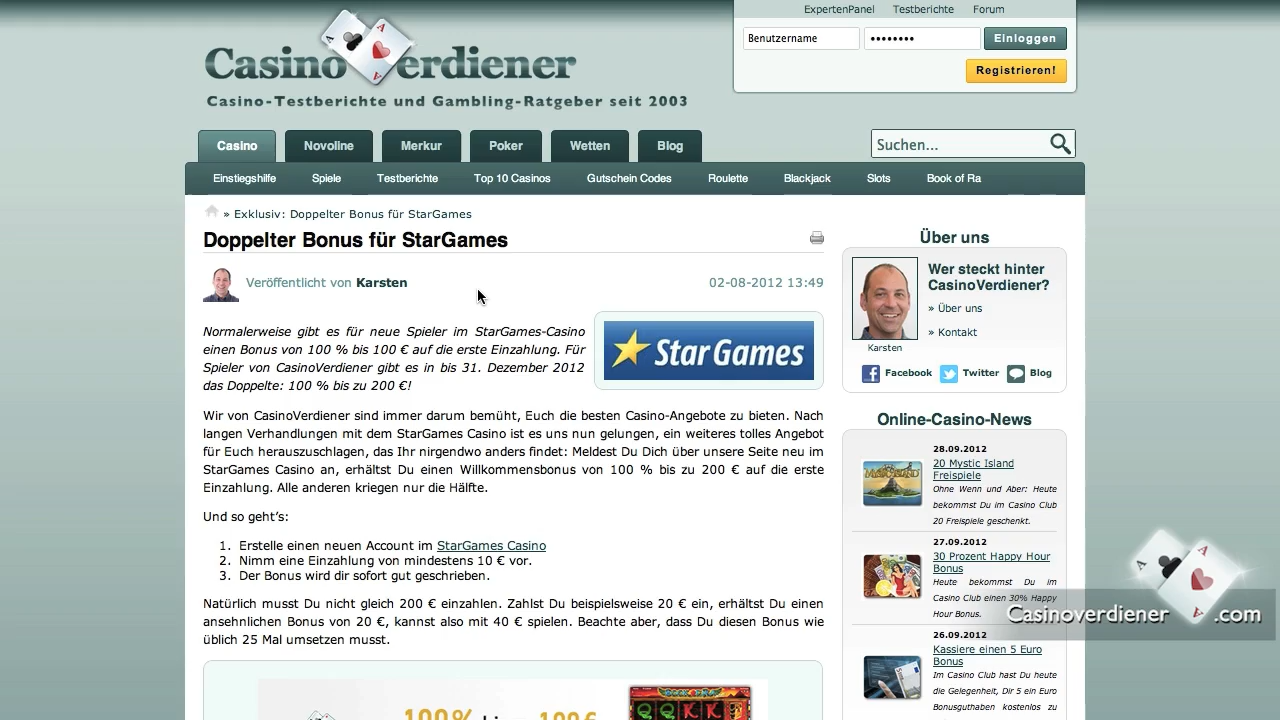 ExpertenPanel Testberichte Forum
Benutzername •••••••• Einloggen
Registrieren!
CasinoVerdiener
Casino-Testberichte und Gambling-Ratgeber seit 2003
Casino Novoline Merkur Poker Wetten Blog
Suchen...
Einstiegshilfe Spiele Testberichte Top 10 Casinos Gutschein Codes Roulette Blackjack Slots Book of Ra
» Exklusiv: Doppelter Bonus für StarGames
Doppelter Bonus für StarGames
Veröffentlicht von Karsten 02-08-2012 13:49
Normalerweise gibt es für neue Spieler im StarGames-Casino
einen Bonus von 100 % bis 100 € auf die erste Einzahlung. Für
Spieler von CasinoVerdiener gibt es in bis 31. Dezember 2012
das Doppelte: 100 % bis zu 200 €!
StarGames
Wir von CasinoVerdiener sind immer darum bemüht, Euch die besten Casino-Angebote zu bieten. Nach
langen Verhandlungen mit dem StarGames Casino ist es uns nun gelungen, ein weiteres tolles Angebot
für Euch herauszuschlagen, das Ihr nirgendwo anders findet: Meldest Du Dich über unsere Seite neu im
StarGames Casino an, erhältst Du einen Willkommensbonus von 100 % bis zu 200 € auf die erste
Einzahlung. Alle anderen kriegen nur die Hälfte.
Und so geht's:
1. Erstelle einen neuen Account im StarGames Casino
2. Nimm eine Einzahlung von mindestens 10 € vor.
3. Der Bonus wird dir sofort gut geschrieben.
Natürlich musst Du nicht gleich 200 € einzahlen. Zahlst Du beispielsweise 20 € ein, erhältst Du einen
ansehnlichen Bonus von 20 €, kannst also mit 40 € spielen. Beachte aber, dass Du diesen Bonus wie
üblich 25 Mal umsetzen musst.
Über uns
Wer steckt hinter
CasinoVerdiener?
» Über uns
» Kontakt
Karsten
Facebook Twitter Blog
Online-Casino-News
28.09.2012
20 Mystic Island
Freispiele
Ohne Wenn und Aber: Heute
bekommst Du im Casino Club
20 Freispiele geschenkt.
27.09.2012
30 Prozent Happy Hour
Bonus
Heute bekommst Du im
Casino Club einen 30% Happy
Hour Bonus.
26.09.2012
Kassiere einen 5 Euro
Bonus
Im Casino Club hast Du heute
die Gelegenheit, Dir 5 ein Euro
Bonusguthaben kostenlos zu
Casinoverdiener.com